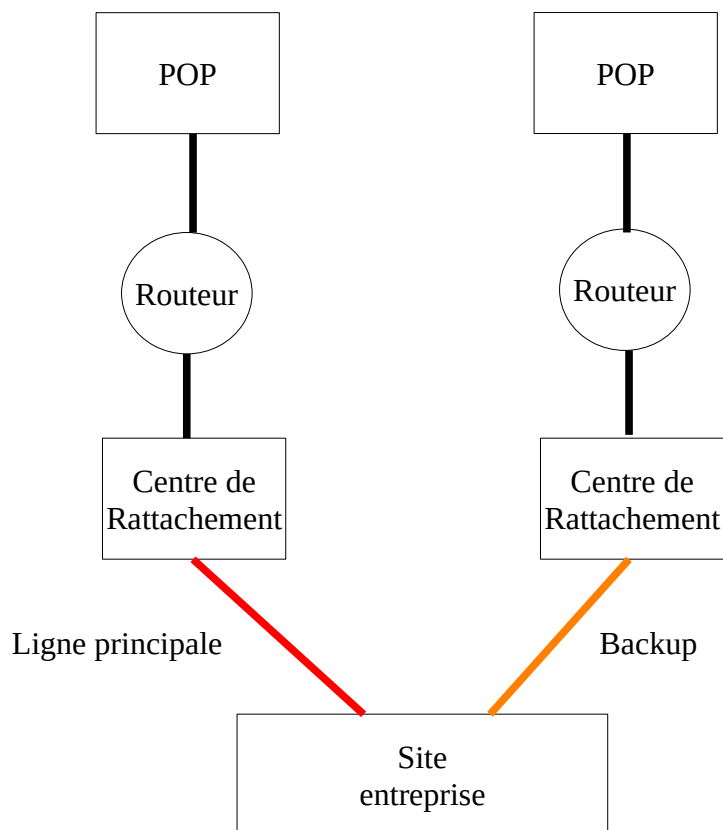 POP
POP
Routeur
Routeur
Centre de
Rattachement
Centre de
Rattachement
Ligne principale
Backup
Site
entreprise